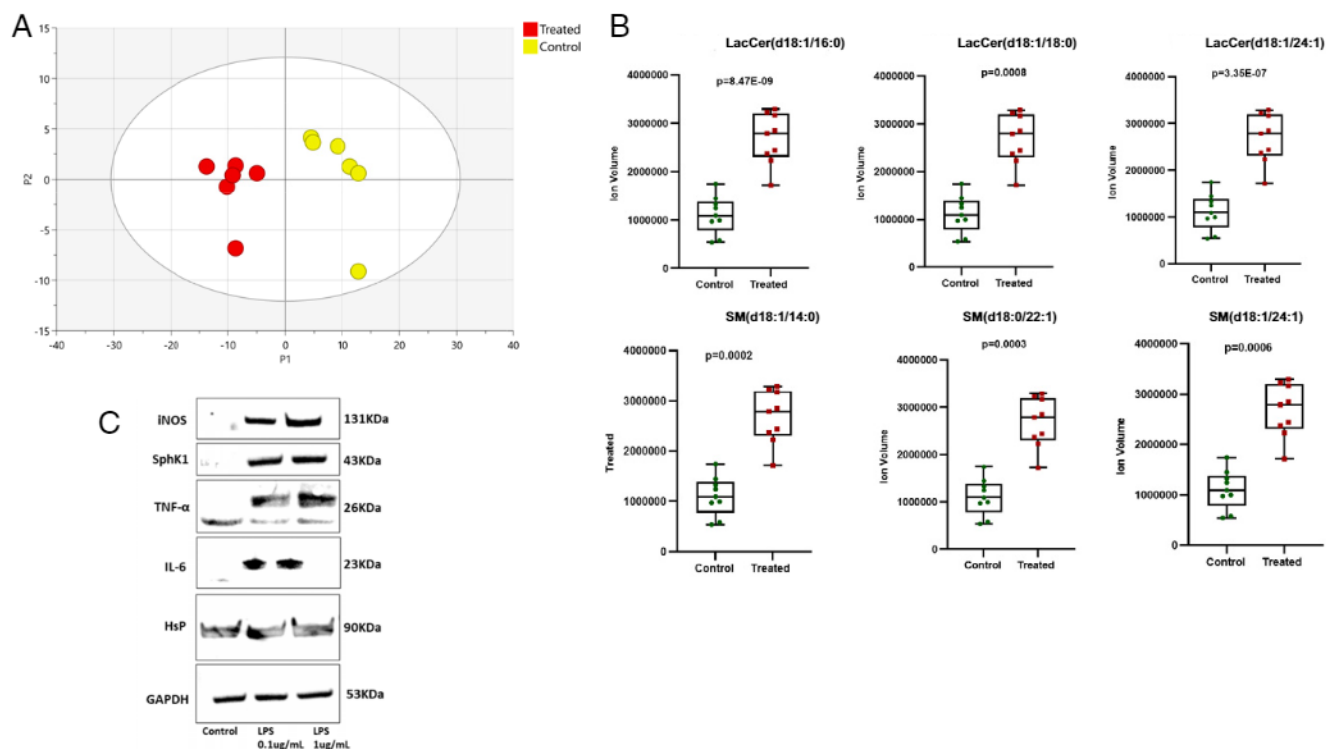 A
Treated
Control
15
10
5
0
-5
-10
-15
P2
-40
-30
-20
-10
0
10
20
30
40
P1
B
LacCer(d18:1/16:0)
p=8.47E-09
4000000
3000000
2000000
1000000
0
Ion Volume
Control Treated
LacCer(d18:1/18:0)
p=0.0008
4000000
3000000
2000000
1000000
0
Ion Volume
Control Treated
LacCer(d18:1/24:1)
p=3.35E-07
4000000
3000000
2000000
1000000
0
Ion Volume
Control Treated
SM(d18:1/14:0)
p=0.0002
4000000
3000000
2000000
1000000
0
Treated
Control Treated
SM(d18:0/22:1)
p=0.0003
4000000
3000000
2000000
1000000
0
Ion Volume
Control Treated
SM(d18:1/24:1)
p=0.0006
4000000
3000000
2000000
1000000
0
Ion Volume
Control Treated
C
iNOS 131KDa
SphK1 43KDa
TNF-α 26KDa
IL-6 23KDa
HsP 90KDa
GAPDH 53KDa
Control LPS LPS
0.1ug/mL 1ug/mL